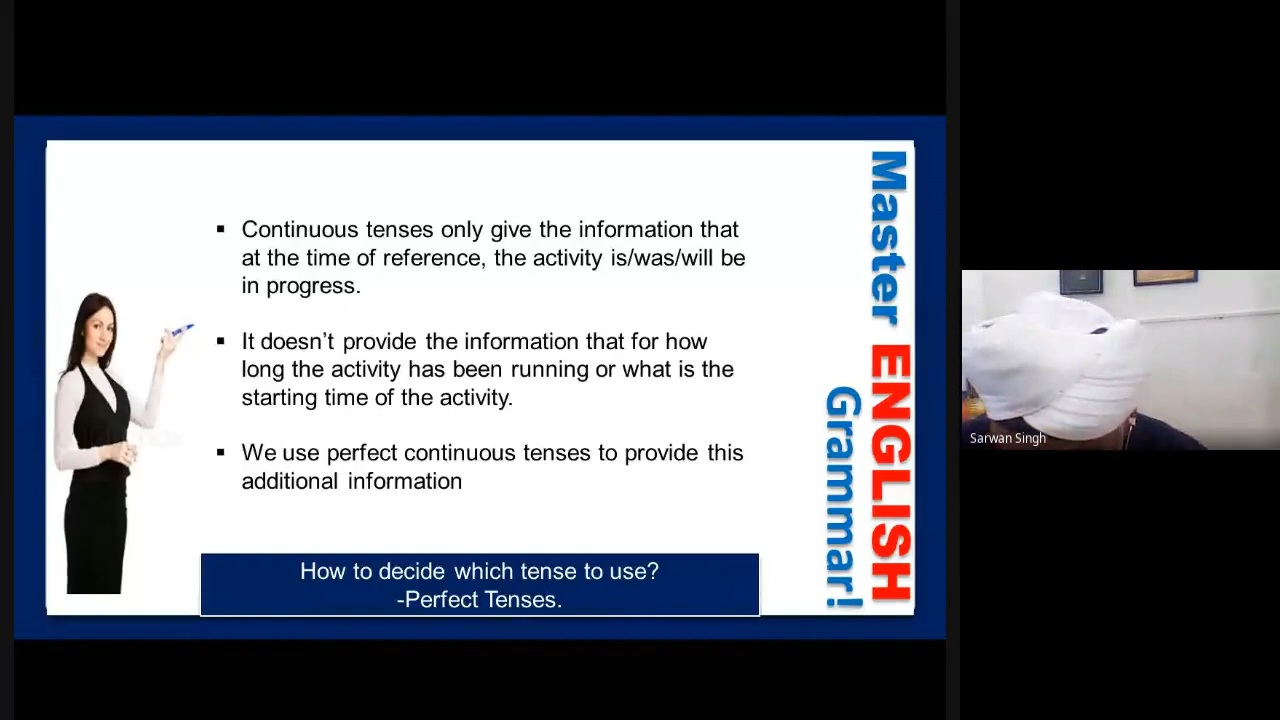 ▪ Continuous tenses only give the information that
at the time of reference, the activity is/was/will be
in progress.
▪ It doesn’t provide the information that for how
long the activity has been running or what is the
starting time of the activity.
▪ We use perfect continuous tenses to provide this
additional information
How to decide which tense to use?
-Perfect Tenses.
Master ENGLISH
Grammar!
Sarwan Singh